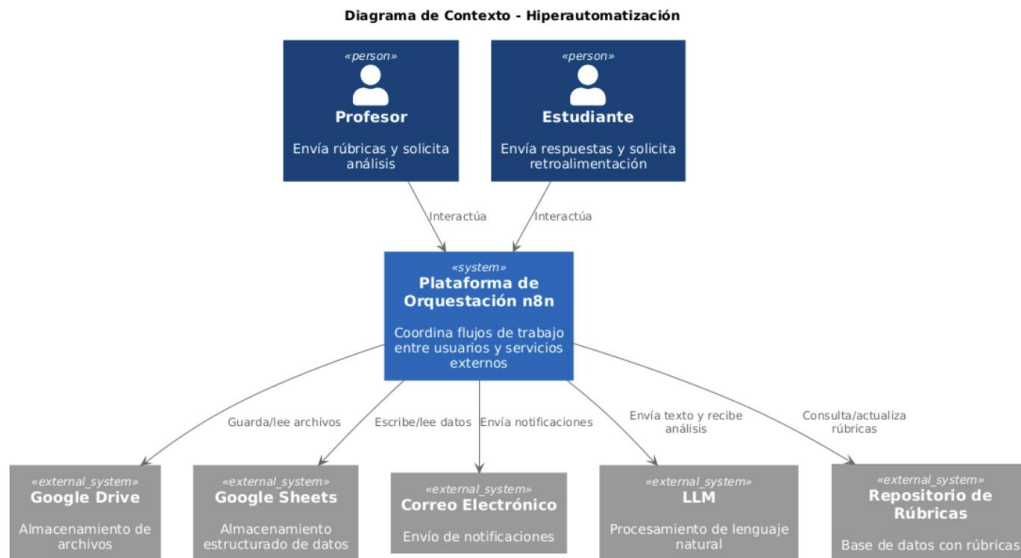 Diagrama de Contexto - Hiperautomatización
«person»
Profesor
Envía rúbricas y solicita
análisis
«person»
Estudiante
Envía respuestas y solicita
retroalimentación
Interactúa
Interactúa
«system»
Plataforma de
Orquestación n8n
Coordina flujos de trabajo
entre usuarios y servicios
externos
Guarda/lee archivos
Escribe/lee datos
Envía notificaciones
Envía texto y recibe
análisis
Consulta/actualiza
rúbricas
«external_system»
Google Drive
Almacenamiento de
archivos
«external_system»
Google Sheets
Almacenamiento
estructurado de datos
«external_system»
Correo Electrónico
Envío de notificaciones
«external_system»
LLM
Procesamiento de lenguaje
natural
«external_system»
Repositorio de
Rúbricas
Base de datos con rúbricas